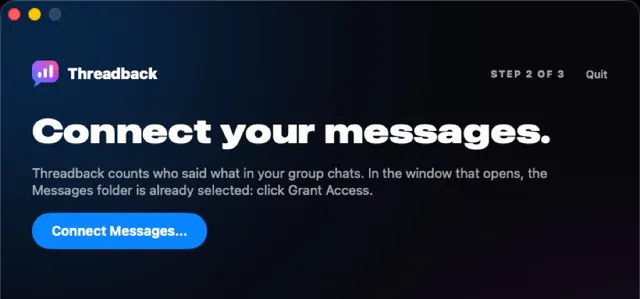 Threadback
STEP 2 OF 3
Quit
Connect your messages.
Threadback counts who said what in your group chats. In the window that opens, the
Messages folder is already selected: click Grant Access.
Connect Messages...